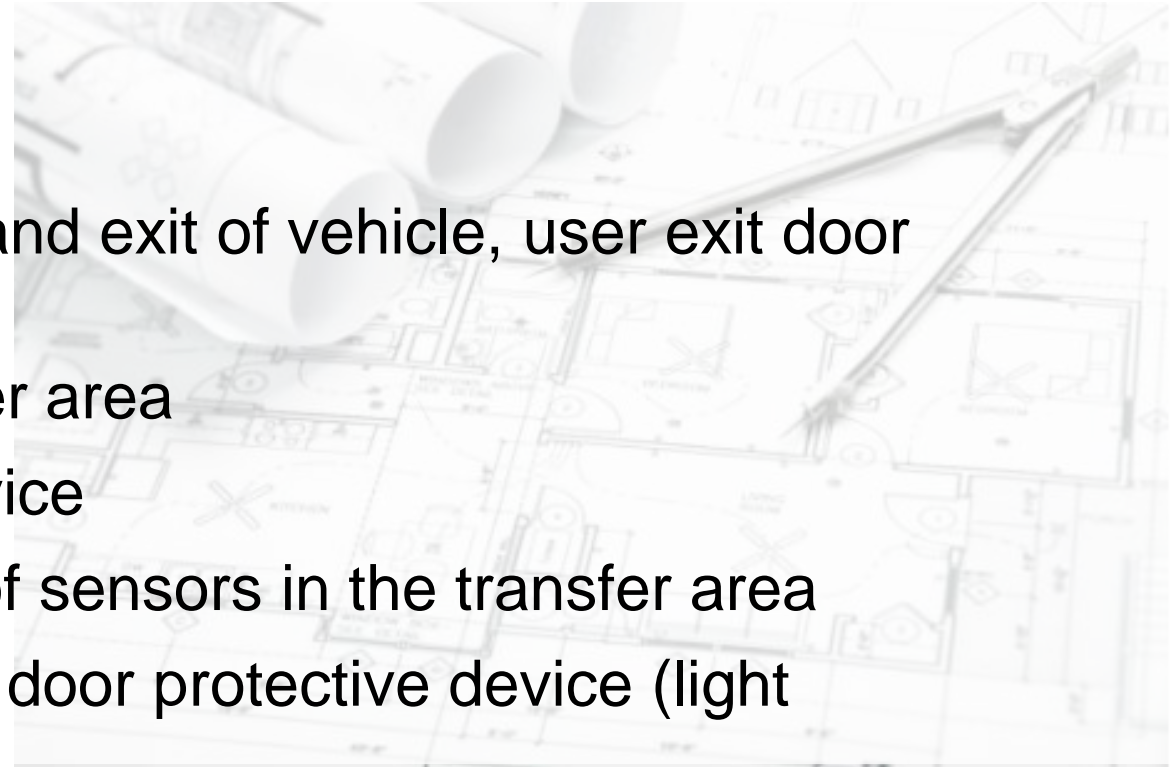 and exit of vehicle, user exit door
er area
vice
of sensors in the transfer area
door protective device (light